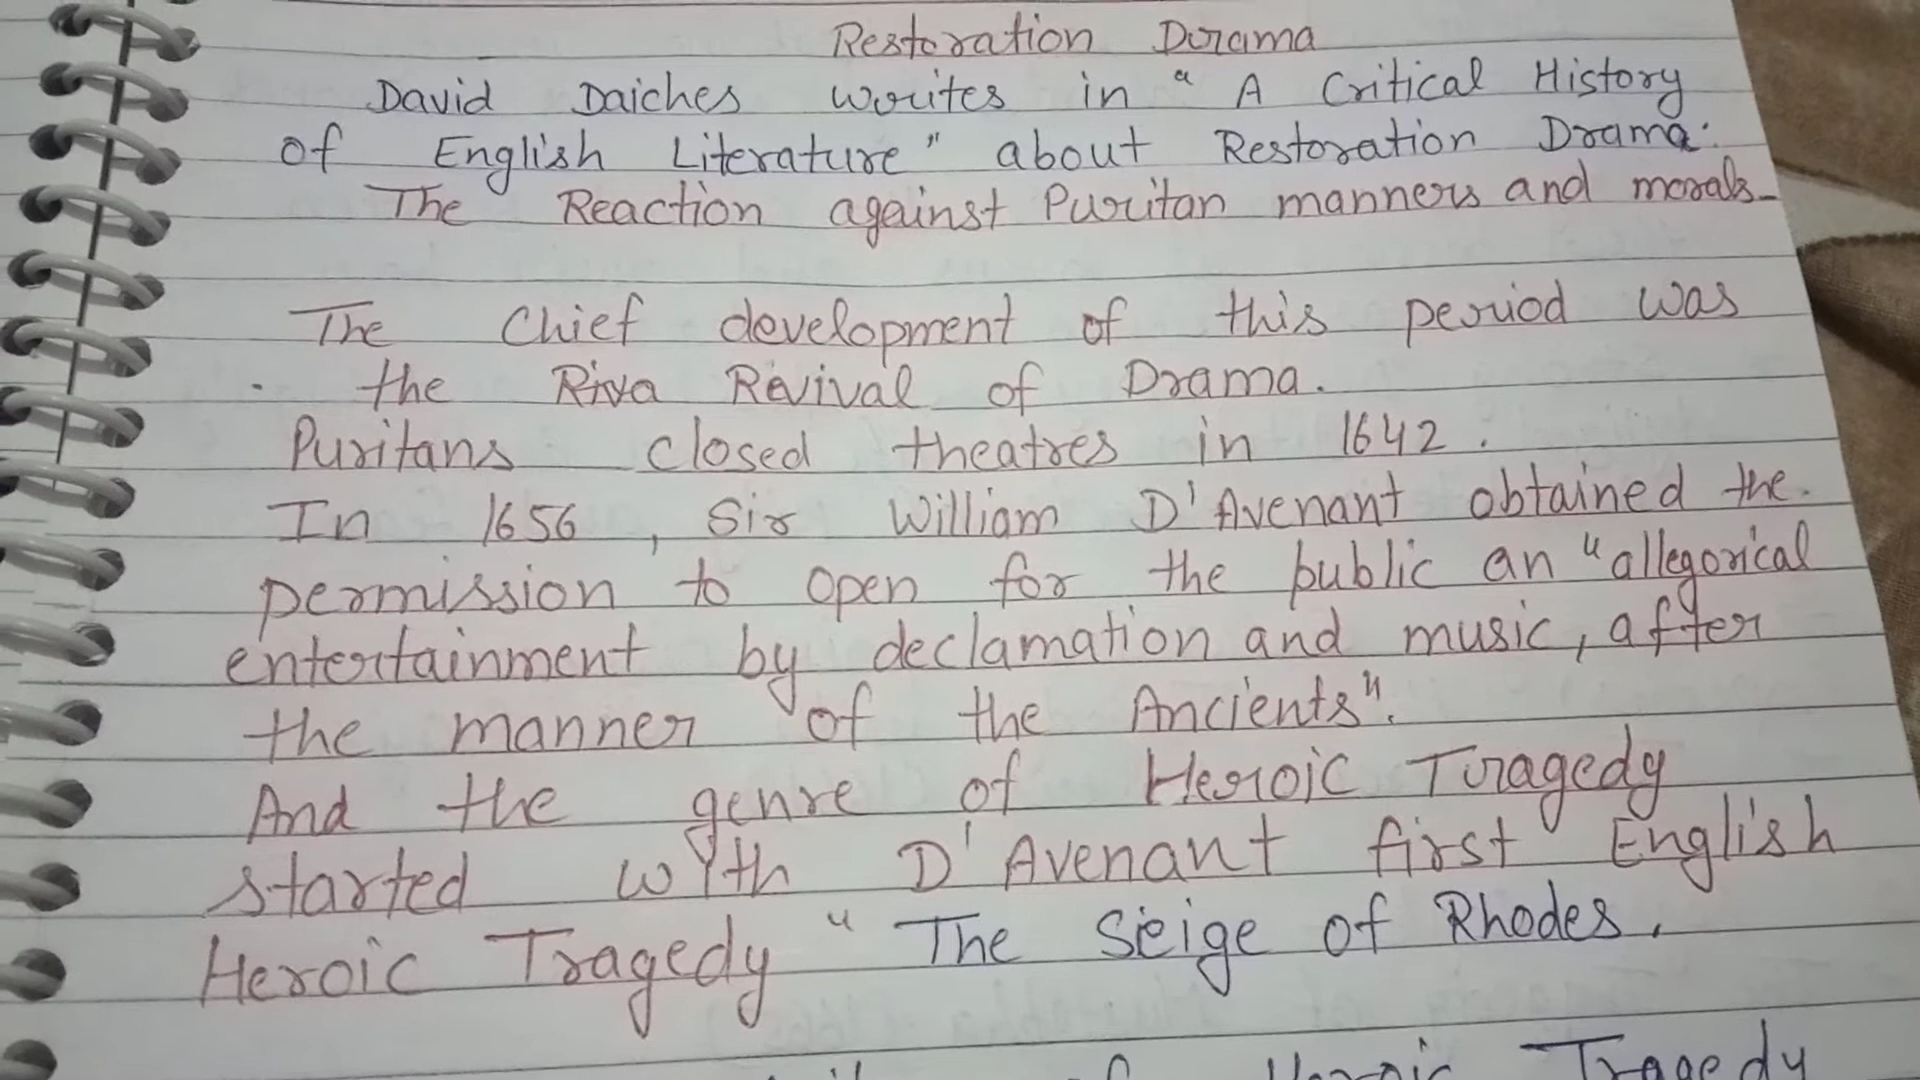 Restoration Drama
David Daiches writes in "A Critical History
of English Literature" about Restoration Drama:
The Reaction against Puritan manners and morals-
The Chief development of this period was
the Riva Revival of Drama.
Puritans closed theatres in 1642.
In 1656, Sir William D'Avenant obtained the
permission to open for the public an "allegorical
entertainment by declamation and music, after
the manner of the Ancients".
And the genre of Heroic Tragedy
started with D'Avenant first English
Heroic Tragedy "The Seige of Rhodes.
Tragedy